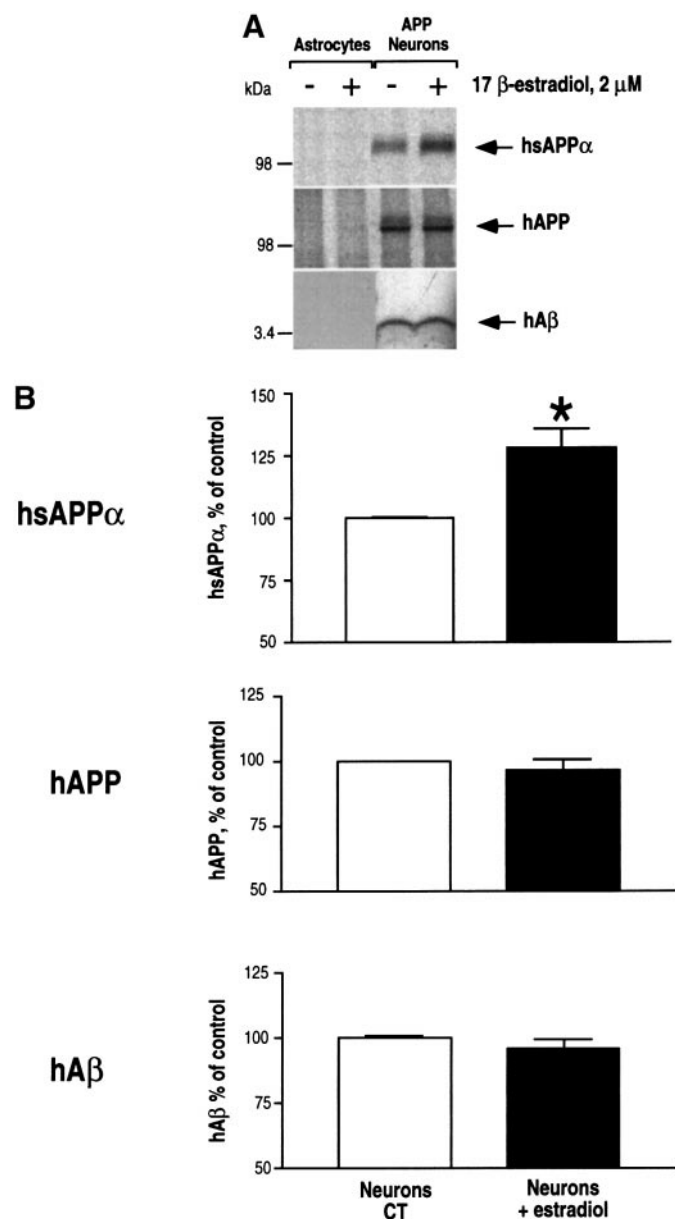 A
Astrocytes
APP
Neurons
kDa - + - + 17 β-estradiol, 2 μM
98 hsAPPα
98 hAPP
3.4 hAβ
B
hsAPPα
hsAPPα, % of control
150
125
100
75
50
*
hAPP
hAPP, % of control
125
100
75
50
hAβ
hAβ % of control
125
100
75
50
Neurons
CT
Neurons
+ estradiol